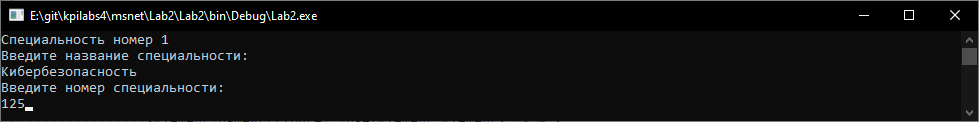 E:\git\kpilabs4\msnet\Lab2\Lab2\bin\Debug\Lab2.exe
Специальность номер 1
Введите название специальности:
Кибербезопасность
Введите номер специальности:
125